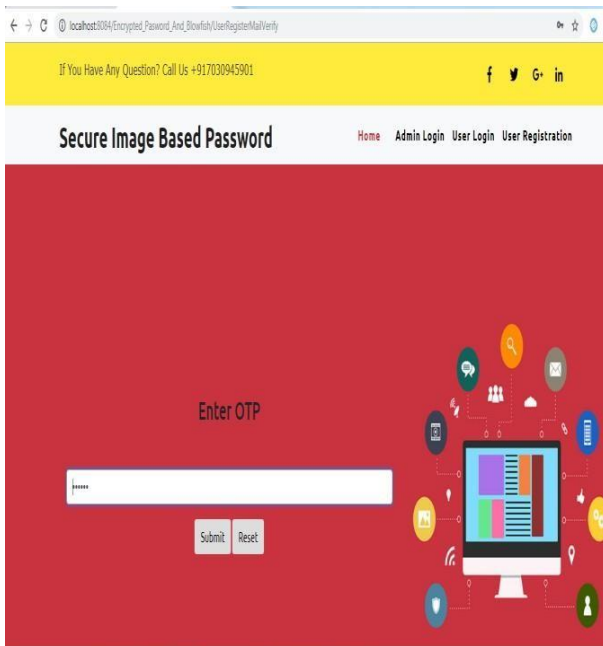 localhost:8084/Encrypted_Pasword_And_Blowfish/UserRegisterMailVerify
If You Have Any Question? Call Us +917030945901
f G+ in
Secure Image Based Password
Home Admin Login User Login User Registration
Enter OTP
Submit Reset